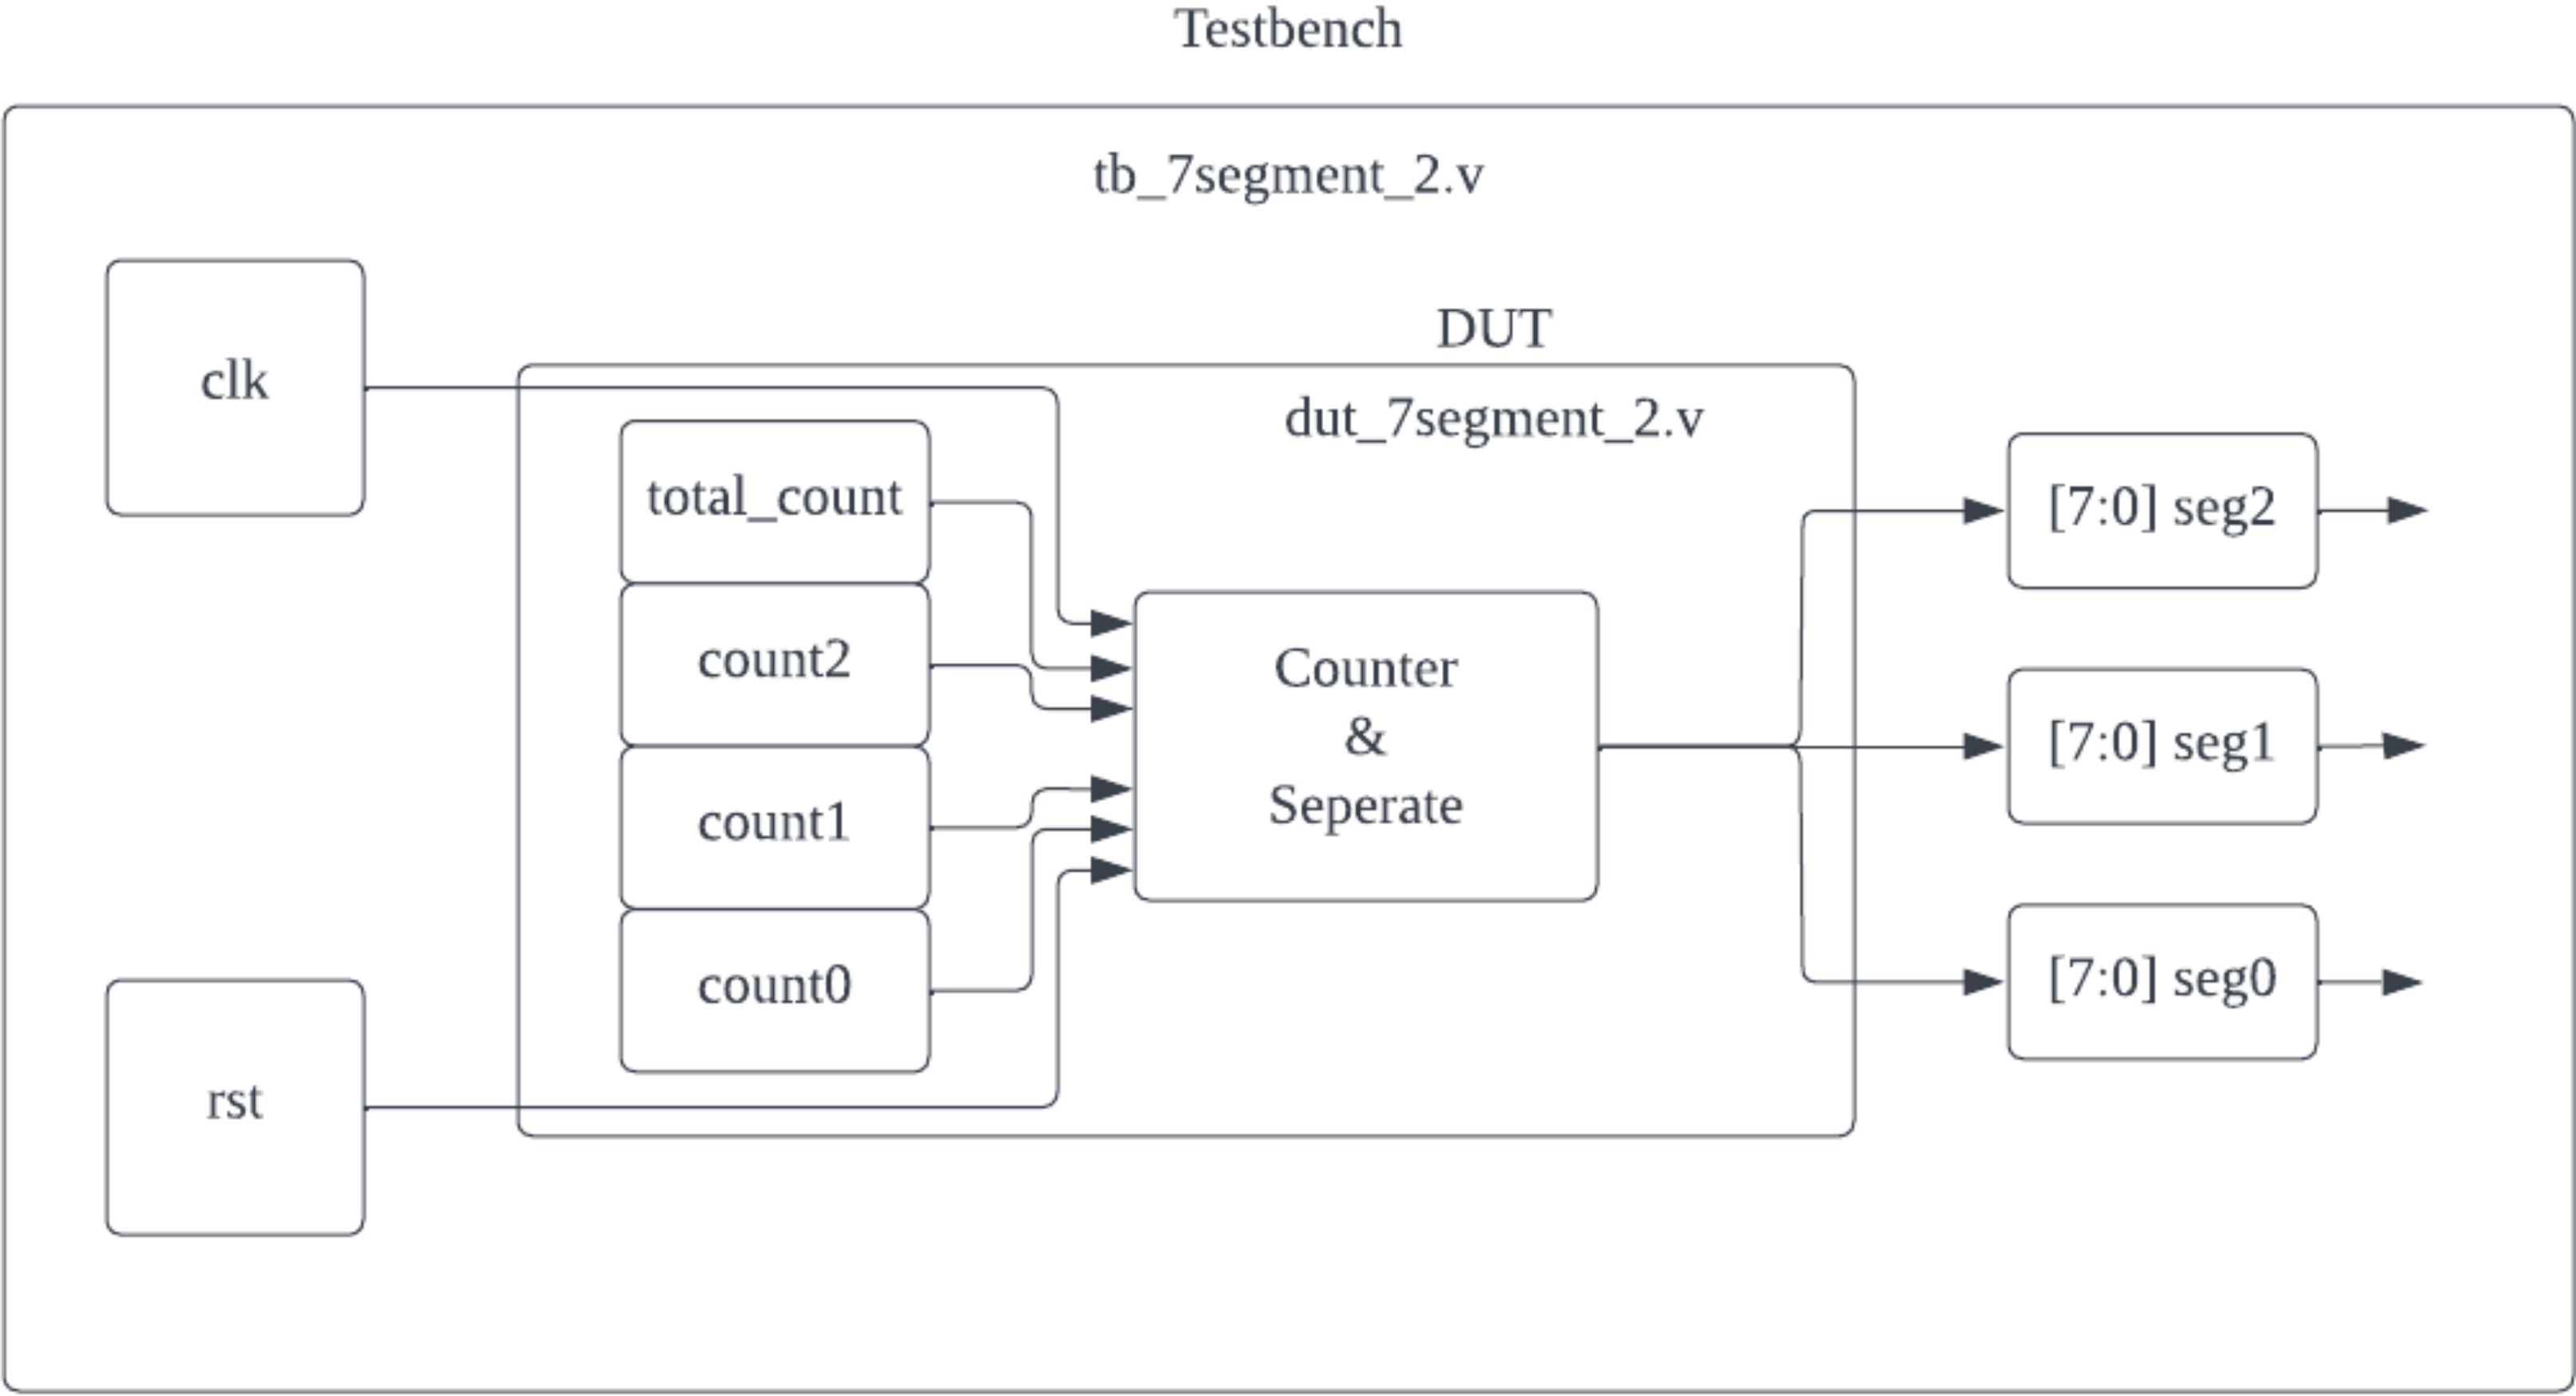 Testbench
tb_7segment_2.v
clk
DUT
dut_7segment_2.v
total_count
count2
count1
count0
rst
Counter
&
Seperate
[7:0] seg2
[7:0] seg1
[7:0] seg0